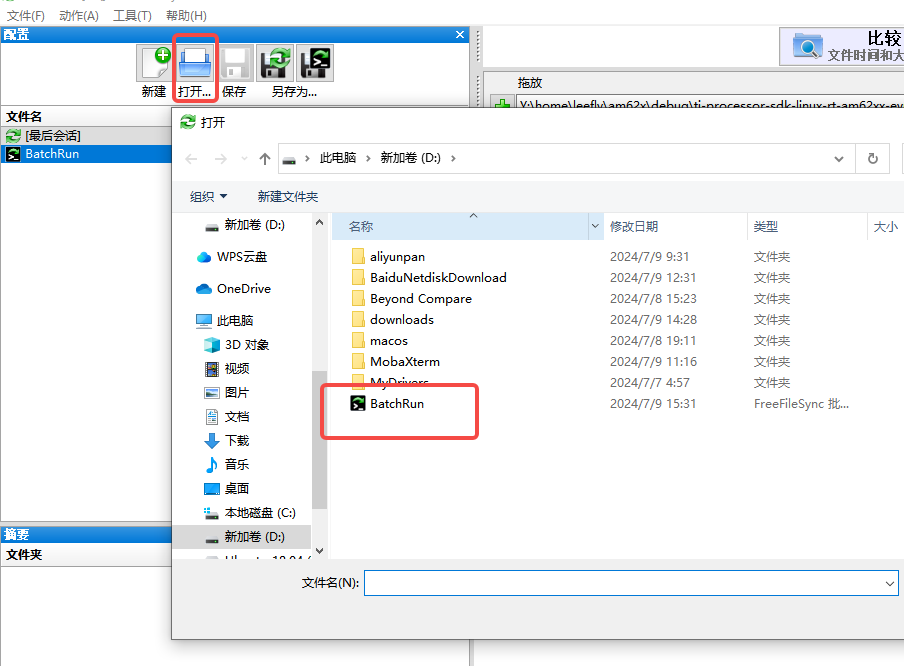 文件(F) 动作(A) 工具(T) 帮助(H)
配置
新建 打开... 保存 另存为...
比较
文件时间和大
拖放
Y:\home\leefly\am62x\debug\ti-processor-sdk-linux-rt-am62xx-ev
文件名
[最后会话]
BatchRun
打开
此电脑 新加卷 (D:)
组织 新建文件夹
新加卷 (D:)
WPS云盘
OneDrive
此电脑
3D 对象
视频
图片
文档
下载
音乐
桌面
本地磁盘 (C:)
新加卷 (D:)
名称 修改日期 类型 大小
aliyunpan 2024/7/9 9:31 文件夹
BaiduNetdiskDownload 2024/7/9 12:31 文件夹
Beyond Compare 2024/7/8 15:23 文件夹
downloads 2024/7/9 14:28 文件夹
macos 2024/7/8 19:11 文件夹
MobaXterm 2024/7/9 11:16 文件夹
MyDrivers 2024/7/7 4:57 文件夹
BatchRun 2024/7/9 15:31 FreeFileSync 批...
摘要
文件夹
文件名(N):